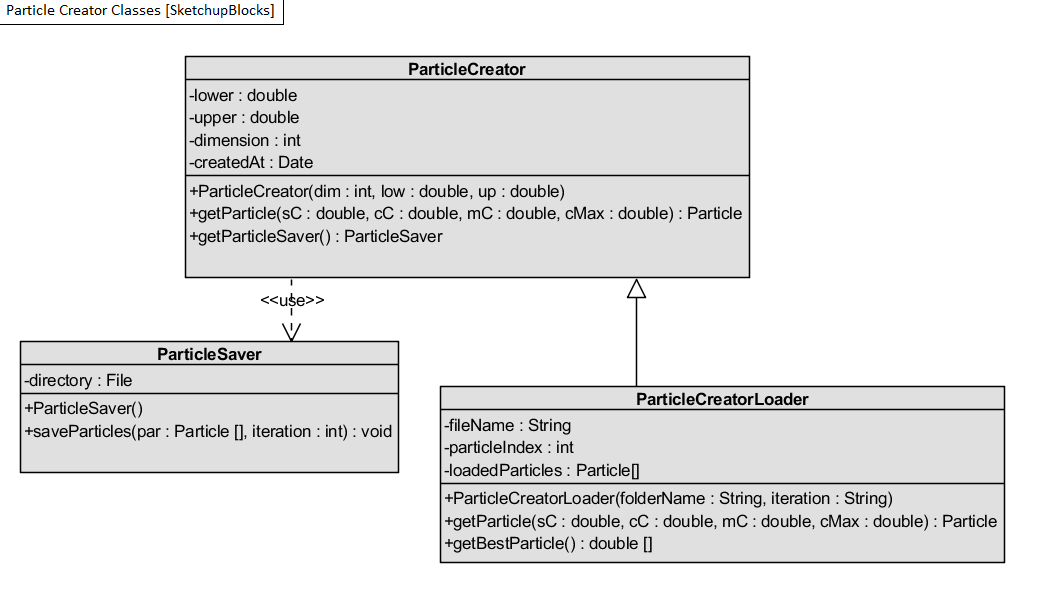 Particle Creator Classes [SketchupBlocks]
ParticleCreator
-lower : double
-upper : double
-dimension : int
-createdAt : Date
+ParticleCreator(dim : int, low : double, up : double)
+getParticle(sC : double, cC : double, mC : double, cMax : double) : Particle
+getParticleSaver() : ParticleSaver
<<use>>
ParticleSaver
-directory : File
+ParticleSaver()
+saveParticles(par : Particle [], iteration : int) : void
ParticleCreatorLoader
-fileName : String
-particleIndex : int
-loadedParticles : Particle[]
+ParticleCreatorLoader(folderName : String, iteration : String)
+getParticle(sC : double, cC : double, mC : double, cMax : double) : Particle
+getBestParticle() : double []